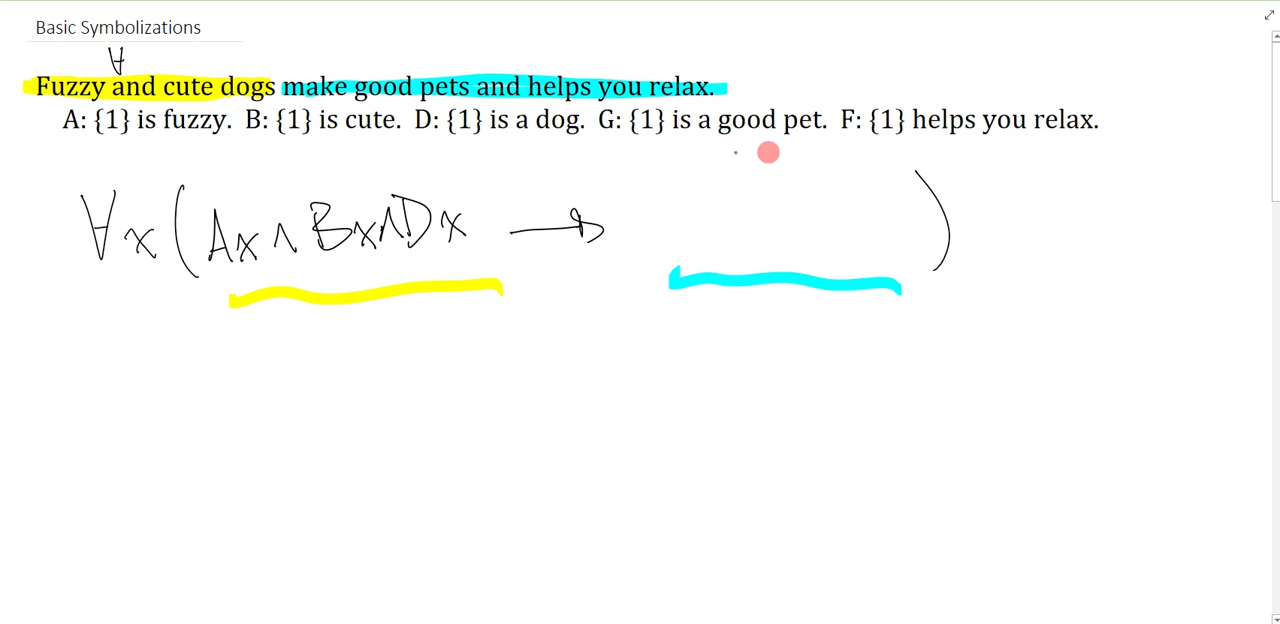 Basic Symbolizations
∀
Fuzzy and cute dogs make good pets and helps you relax.
A: {1} is fuzzy. B: {1} is cute. D: {1} is a dog. G: {1} is a good pet. F: {1} helps you relax.
∀x(Ax∧Bx∧Dx → )